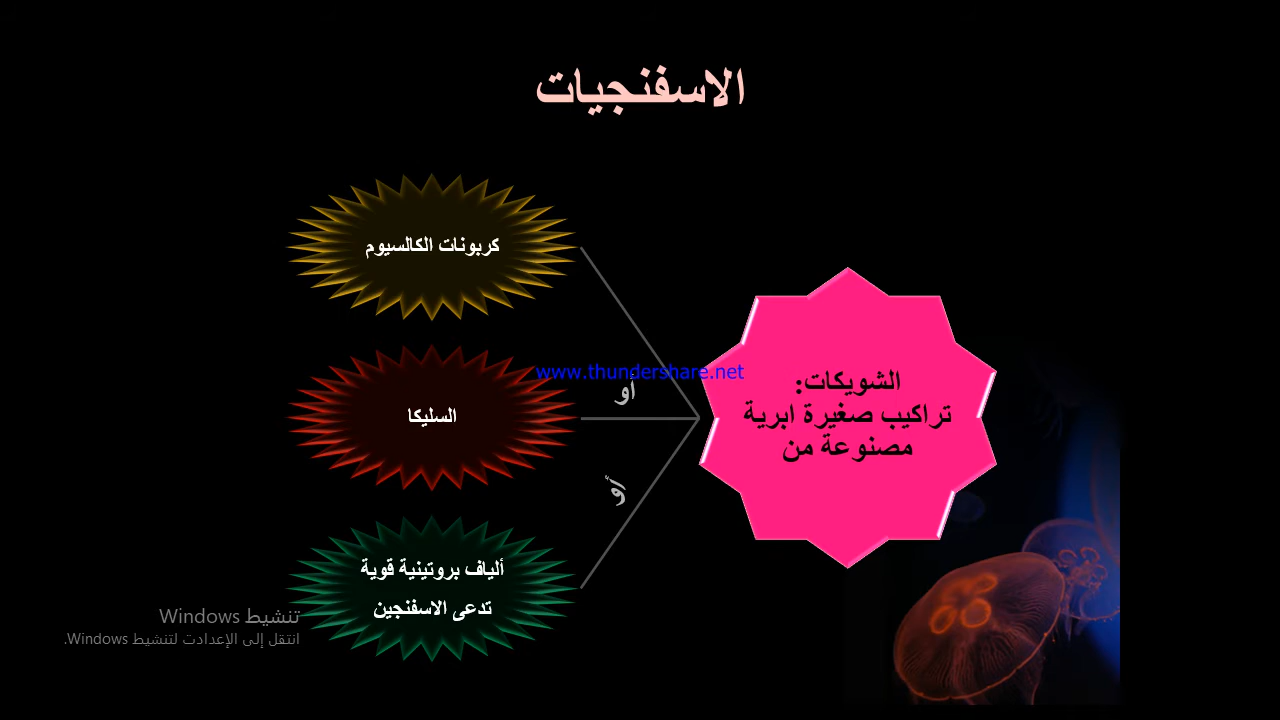 الاسفنجيات
الشويكات:
تراكيب صغيرة ابرية
مصنوعة من
كربونات الكالسيوم
أو
السليكا
أو
ألياف بروتينية قوية
تدعى الاسفنجين
www.thundershare.net
تنشيط Windows
انتقل إلى الإعدادت لتنشيط Windows.